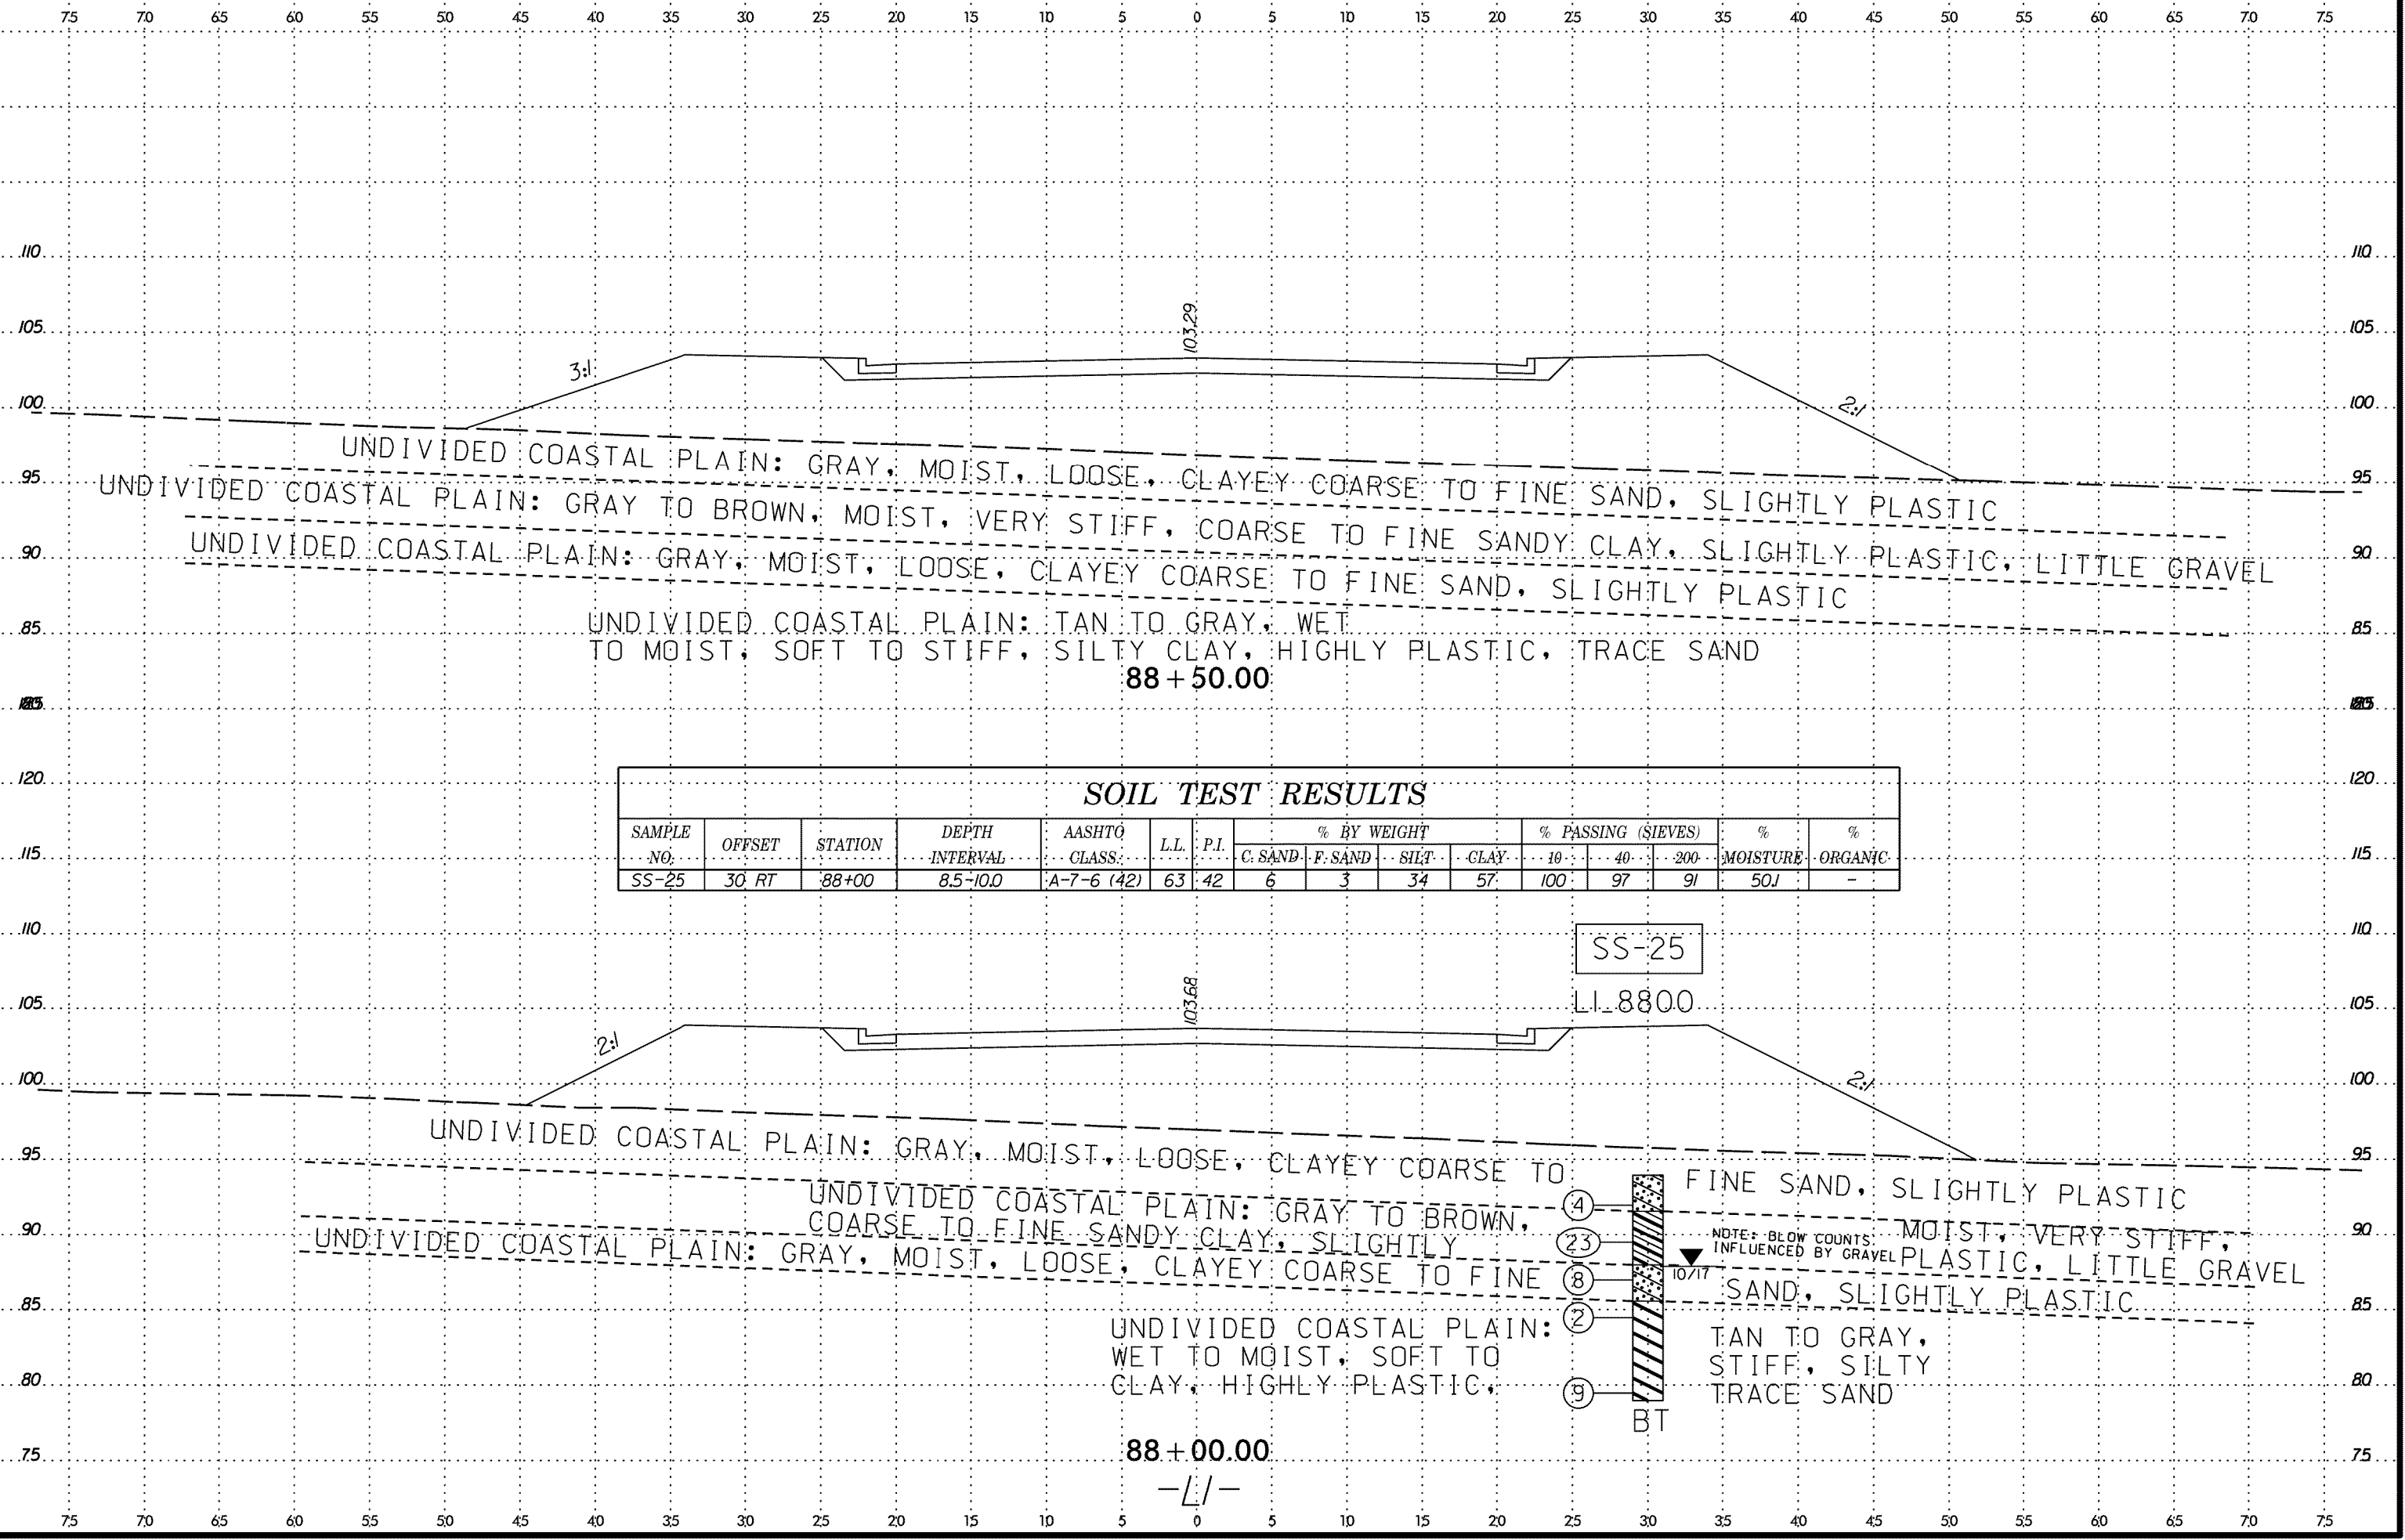 75 70 65 60 55 50 45 40 35 30 25 20 15 10 5 0 5 10 15 20 25 30 35 40 45 50 55 60 65 70 75
110 110
103.29
105 105
3:1
2:1
100 100
UNDIVIDED COASTAL PLAIN: GRAY, MOIST, LOOSE, CLAYEY COARSE TO FINE SAND, SLIGHTLY PLASTIC
95 95
UNDIVIDED COASTAL PLAIN: GRAY TO BROWN, MOIST, VERY STIFF, COARSE TO FINE SANDY CLAY, SLIGHTLY PLASTIC, LITTLE GRAVEL
90 90
UNDIVIDED COASTAL PLAIN: GRAY, MOIST, LOOSE, CLAYEY COARSE TO FINE SAND, SLIGHTLY PLASTIC
UNDIVIDED COASTAL PLAIN: TAN TO GRAY, WET
85 85
TO MOIST, SOFT TO STIFF, SILTY CLAY, HIGHLY PLASTIC, TRACE SAND
88+50.00
120 120
SOIL TEST RESULTS
SAMPLE NO. OFFSET STATION DEPTH INTERVAL AASHTO CLASS. L.L. P.I. % BY WEIGHT % PASSING (SIEVES) % MOISTURE % ORGANIC
C. SAND F. SAND SILT CLAY 10 40 200
115 115
SS-25 30 RT 88+00 8.5-10.0 A-7-6 (42) 63 42 6 3 34 57 100 97 91 50.1 -
110 110
SS-25
L1_8800
103.68
105 105
2:1
2:1
100 100
UNDIVIDED COASTAL PLAIN: GRAY, MOIST, LOOSE, CLAYEY COARSE TO FINE SAND, SLIGHTLY PLASTIC
95 95
4
UNDIVIDED COASTAL PLAIN: GRAY TO BROWN, MOIST, VERY STIFF,
90 90
COARSE TO FINE SANDY CLAY, SLIGHTLY PLASTIC, LITTLE GRAVEL
23
NOTE: BLOW COUNTS
INFLUENCED BY GRAVEL
10/17
UNDIVIDED COASTAL PLAIN: GRAY, MOIST, LOOSE, CLAYEY COARSE TO FINE SAND, SLIGHTLY PLASTIC
8
85 85
2
UNDIVIDED COASTAL PLAIN: TAN TO GRAY,
WET TO MOIST, SOFT TO STIFF, SILTY
CLAY, HIGHLY PLASTIC, TRACE SAND
80 80
9
BT
88+00.00
75 75
-L1-
75 70 65 60 55 50 45 40 35 30 25 20 15 10 5 0 5 10 15 20 25 30 35 40 45 50 55 60 65 70 75